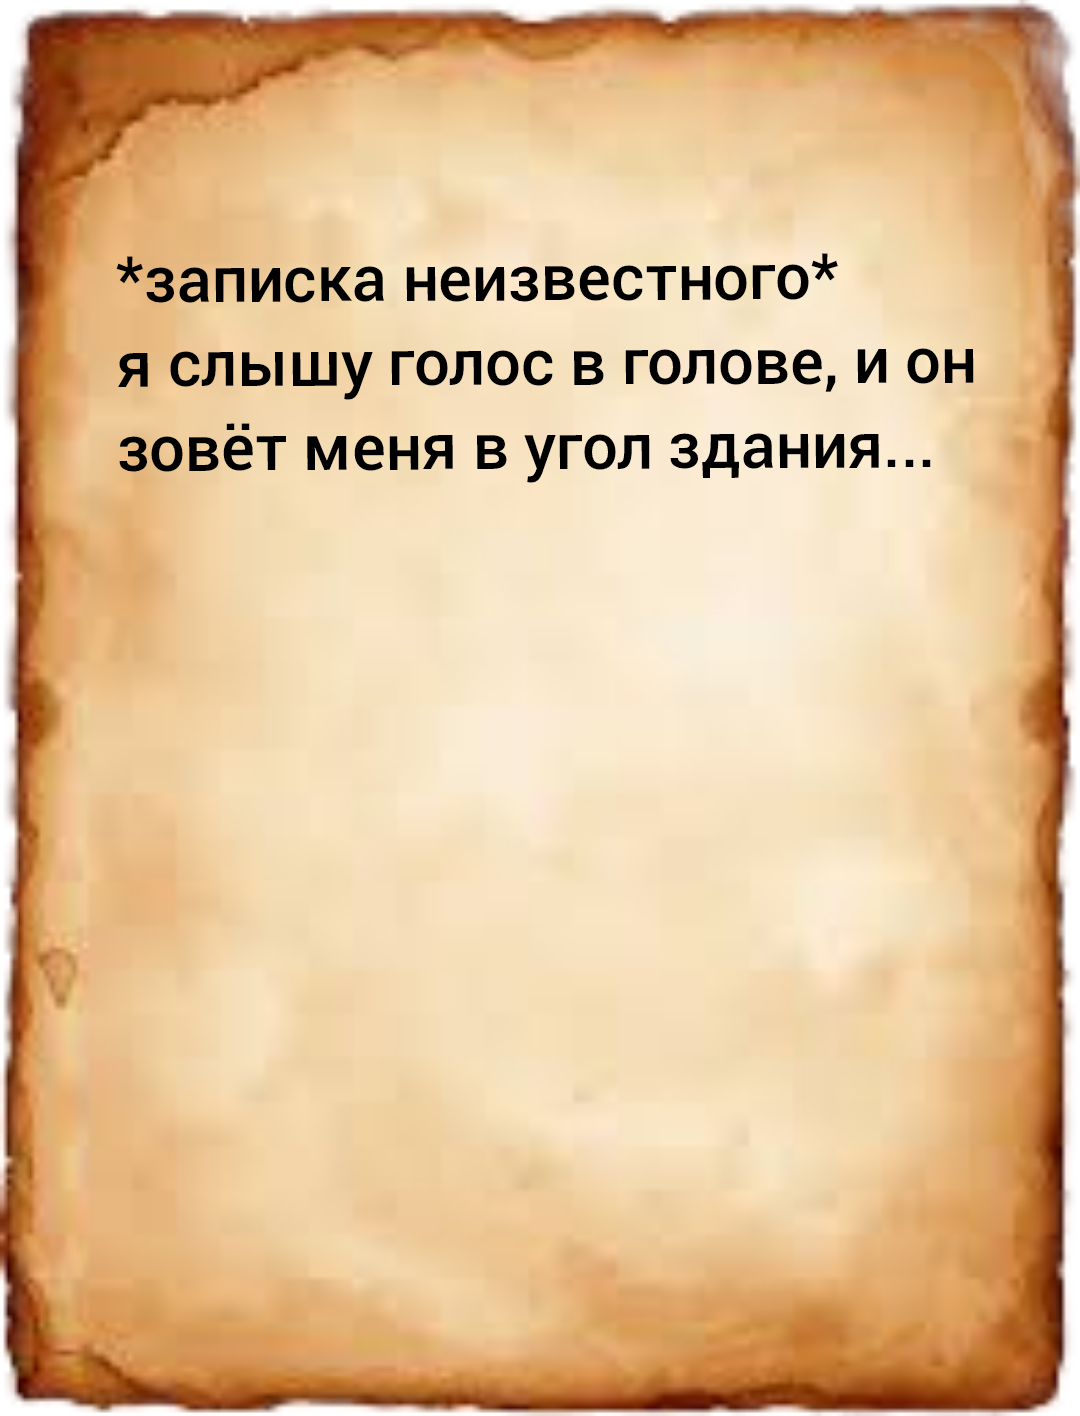 *записка неизвестного*
я слышу голос в голове, и он
зовёт меня в угол здания...